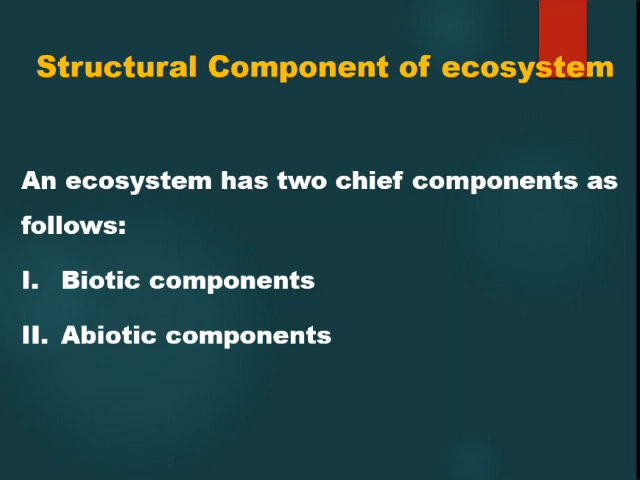 Structural Component of ecosystem
An ecosystem has two chief components as
follows:
I. Biotic components
II. Abiotic components